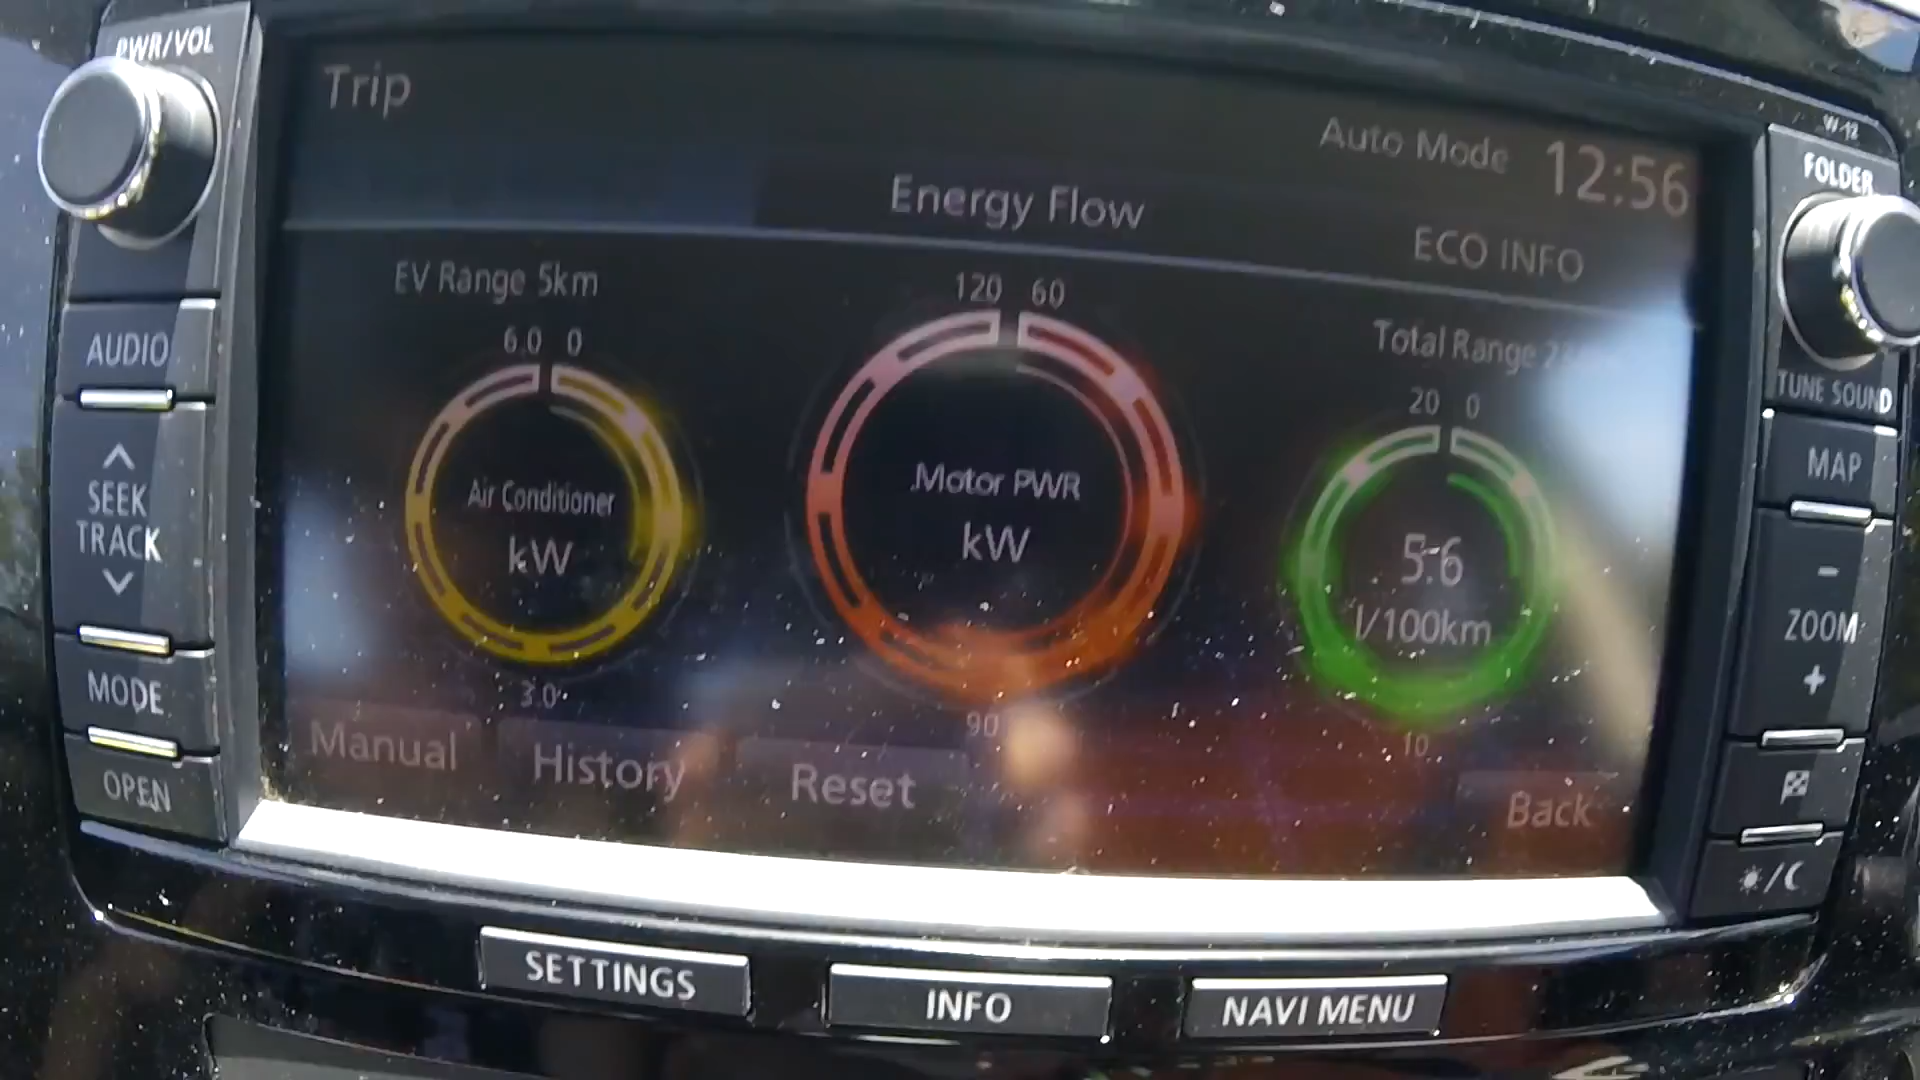 PWR/VOL
Trip
Auto Mode 12:56
W-12
FOLDER
Energy Flow
ECO INFO
EV Range 5km
Total Range
6.0 0
120 60
20 0
TUNE SOUND
AUDIO
MAP
SEEK
TRACK
Air Conditioner
kW
Motor PWR
kW
5.6
l/100km
-
ZOOM
+
3.0
90
10
MODE
Manual
History
Reset
Back
OPEN
SETTINGS
INFO
NAVI MENU